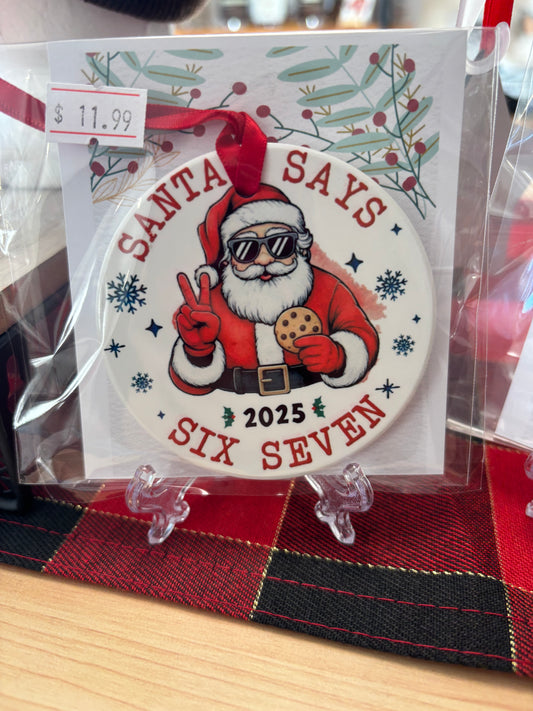 $ 11.99
SANTA SAYS
2025
SIX SEVEN